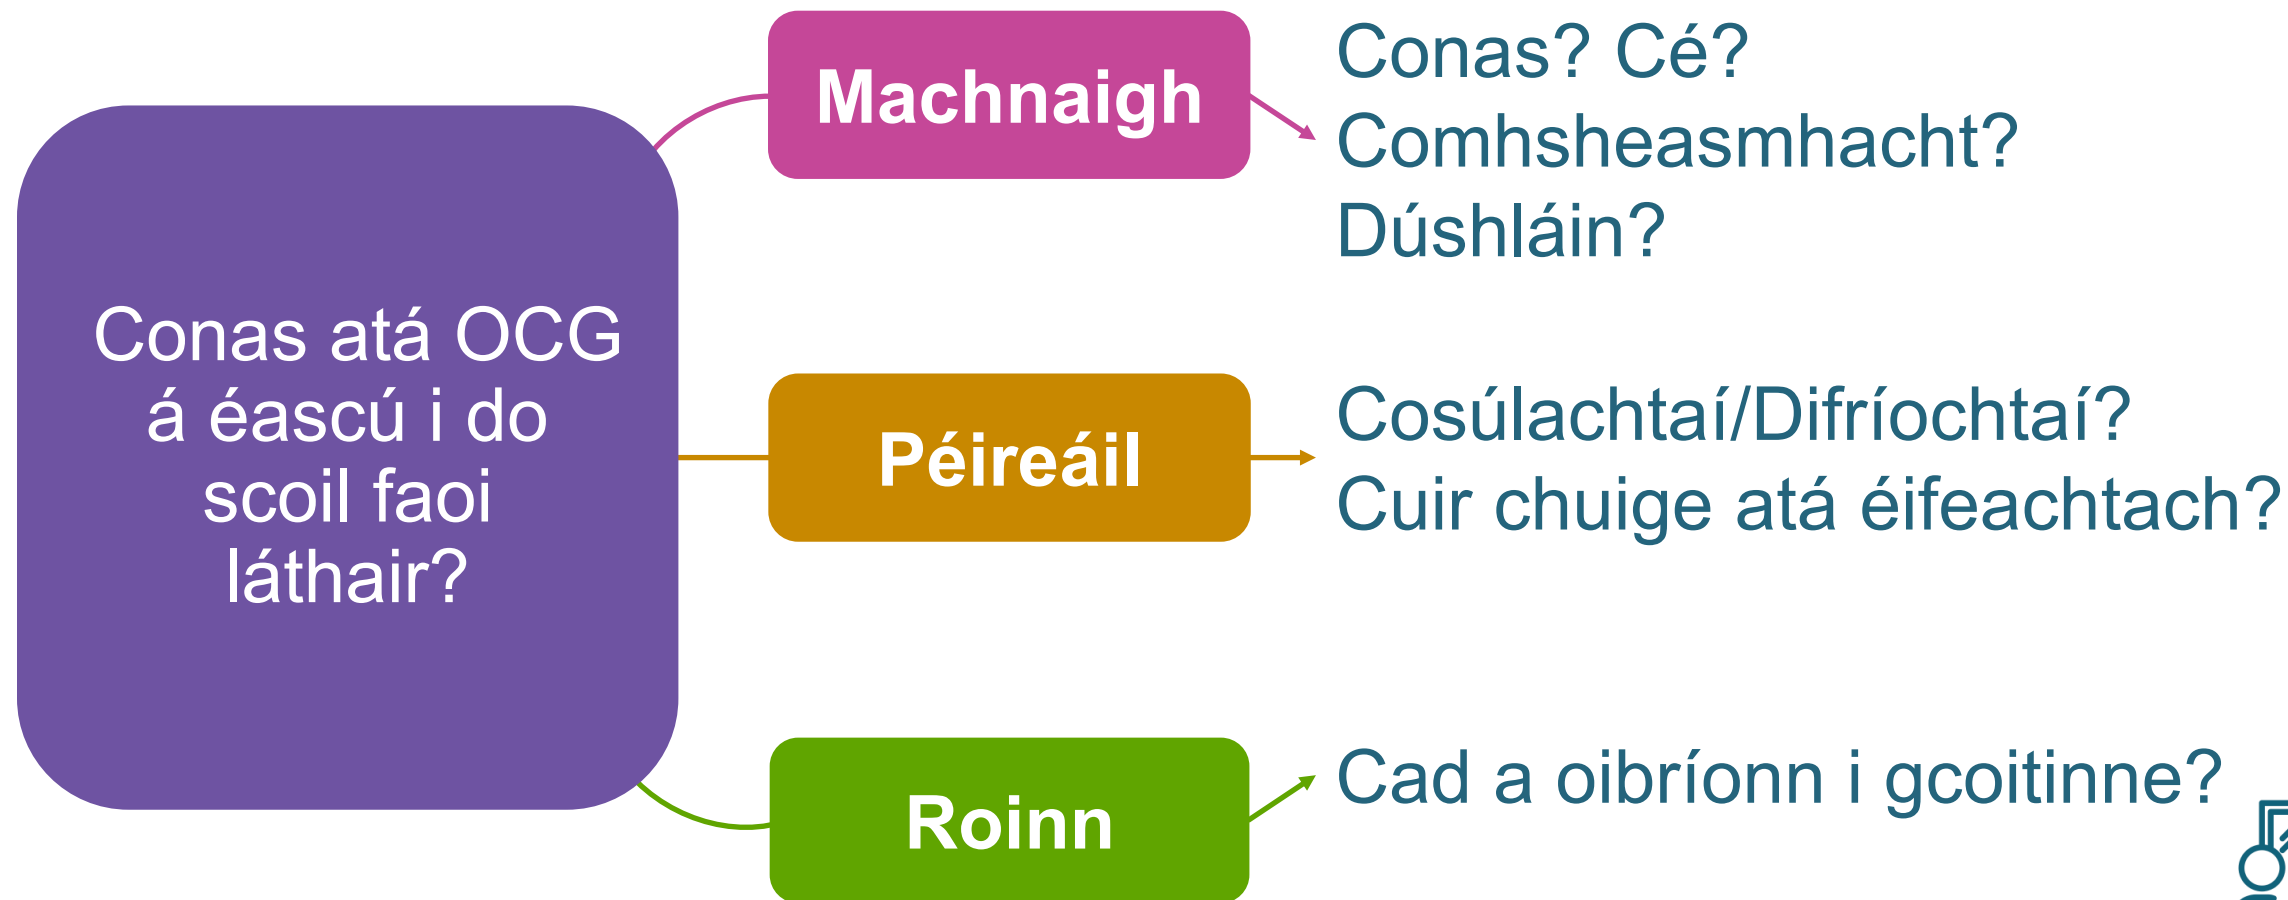 Conas atá OCG
á éascú i do
scoil faoi
láthair?
Machnaigh
Conas? Cé?
Comhsheasmhacht?
Dúshláin?
Péireáil
Cosúlachtaí/Difríochtaí?
Cuir chuige atá éifeachtach?
Roinn
Cad a oibríonn i gcoitinne?